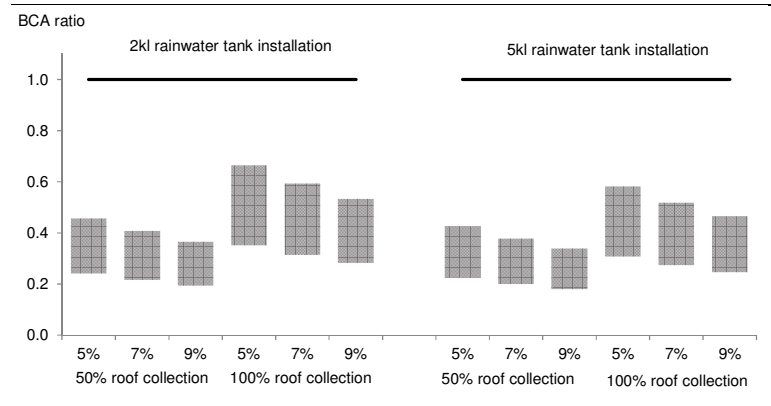 BCA ratio
2kl rainwater tank installation
5kl rainwater tank installation
1.0
0.8
0.6
0.4
0.2
0.0
5% 7% 9% 5% 7% 9% 5% 7% 9% 5% 7% 9%
50% roof collection 100% roof collection 50% roof collection 100% roof collection